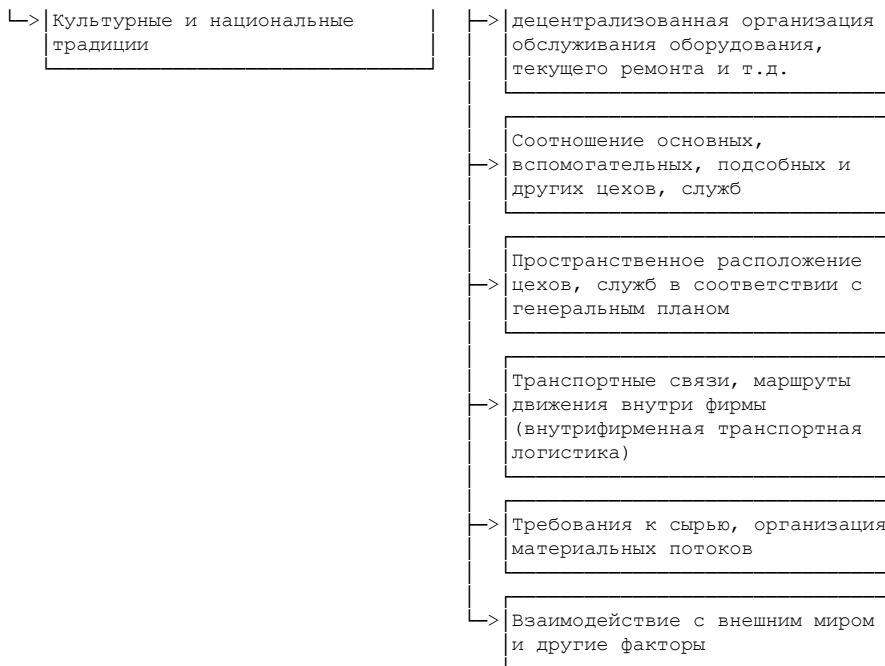 Культурные и национальные
традиции
децентрализованная организация
обслуживания оборудования,
текущего ремонта и т.д.
Соотношение основных,
вспомогательных, подсобных и
других цехов, служб
Пространственное расположение
цехов, служб в соответствии с
генеральным планом
Транспортные связи, маршруты
движения внутри фирмы
(внутрифирменная транспортная
логистика)
Требования к сырью, организация
материальных потоков
Взаимодействие с внешним миром
и другие факторы